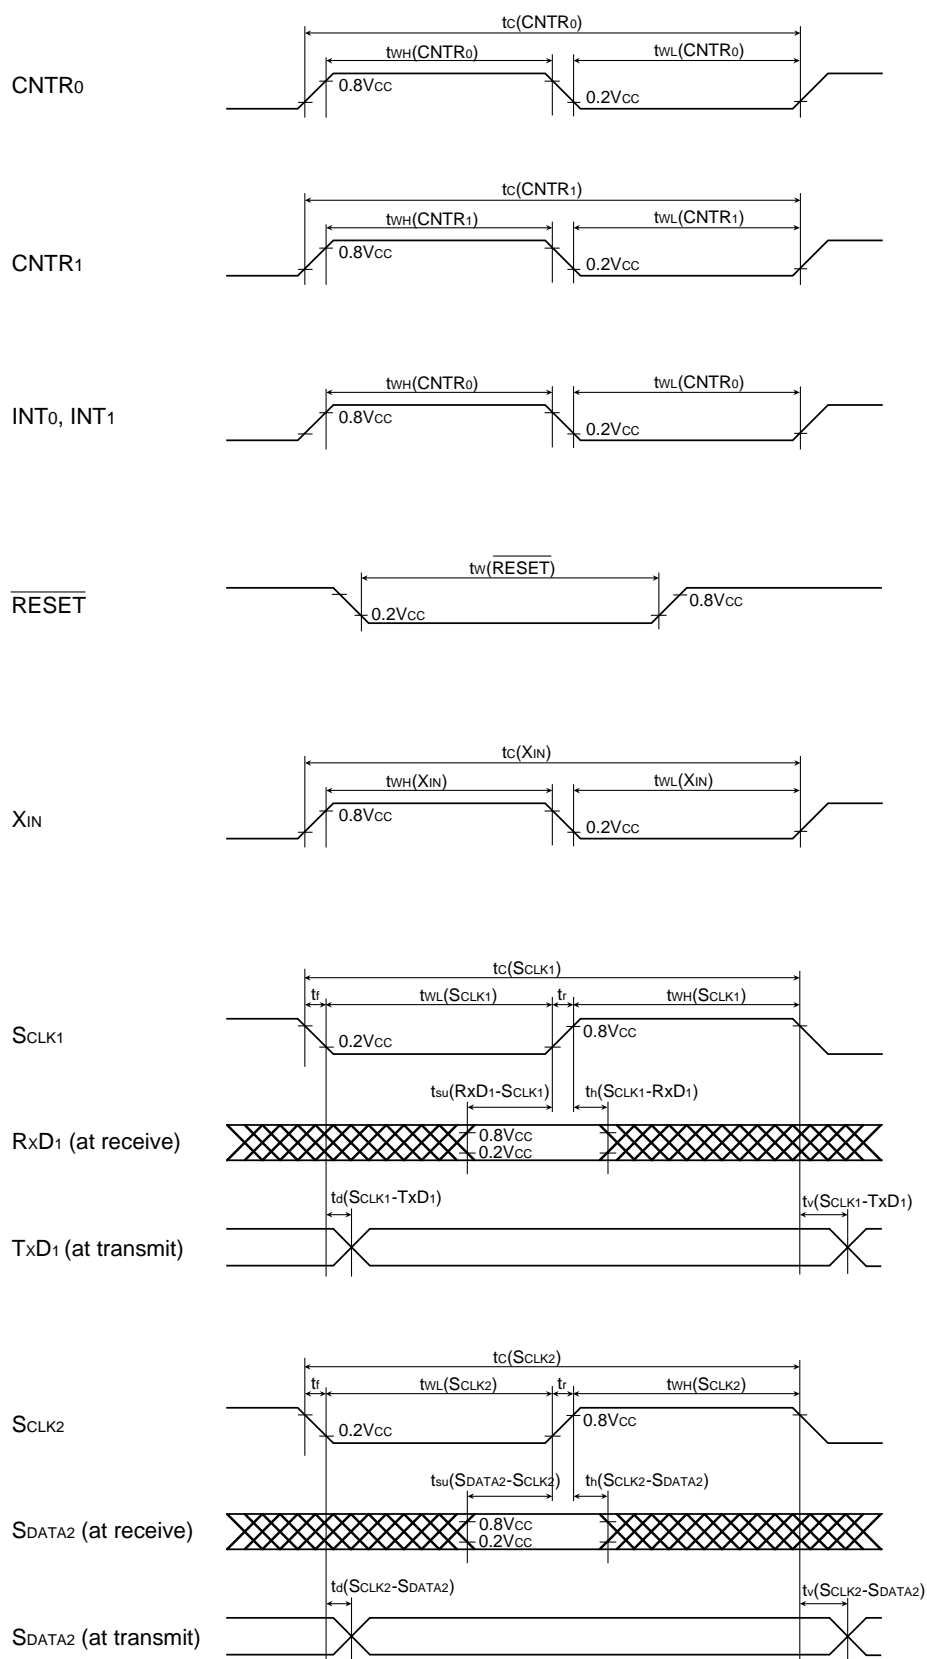 tC(CNTR0)
tWH(CNTR0)
tWL(CNTR0)
CNTR0
0.8VCC
0.2VCC
tC(CNTR1)
tWH(CNTR1)
tWL(CNTR1)
CNTR1
0.8VCC
0.2VCC
tWH(CNTR0)
tWL(CNTR0)
INT0, INT1
0.8VCC
0.2VCC
tW(RESET)
RESET
0.2VCC
0.8VCC
tC(XIN)
tWH(XIN)
tWL(XIN)
XIN
0.8VCC
0.2VCC
tC(SCLK1)
tf
tWL(SCLK1)
tr
tWH(SCLK1)
SCLK1
0.2VCC
0.8VCC
tsu(RxD1-SCLK1)
th(SCLK1-RxD1)
RXD1 (at receive)
0.8VCC
0.2VCC
td(SCLK1-TxD1)
tv(SCLK1-TxD1)
TXD1 (at transmit)
tC(SCLK2)
tf
tWL(SCLK2)
tr
tWH(SCLK2)
SCLK2
0.2VCC
0.8VCC
tsu(SDATA2-SCLK2)
th(SCLK2-SDATA2)
SDATA2 (at receive)
0.8VCC
0.2VCC
td(SCLK2-SDATA2)
tv(SCLK2-SDATA2)
SDATA2 (at transmit)